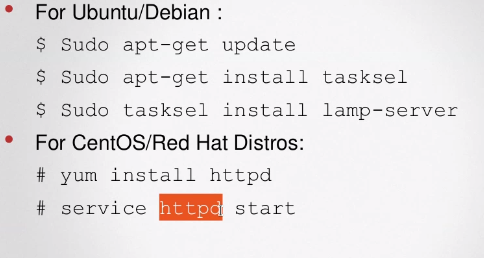 • For Ubuntu/Debian :
$ Sudo apt-get update
$ Sudo apt-get install tasksel
$ Sudo tasksel install lamp-server
• For CentOS/Red Hat Distros:
# yum install httpd
# service httpd start